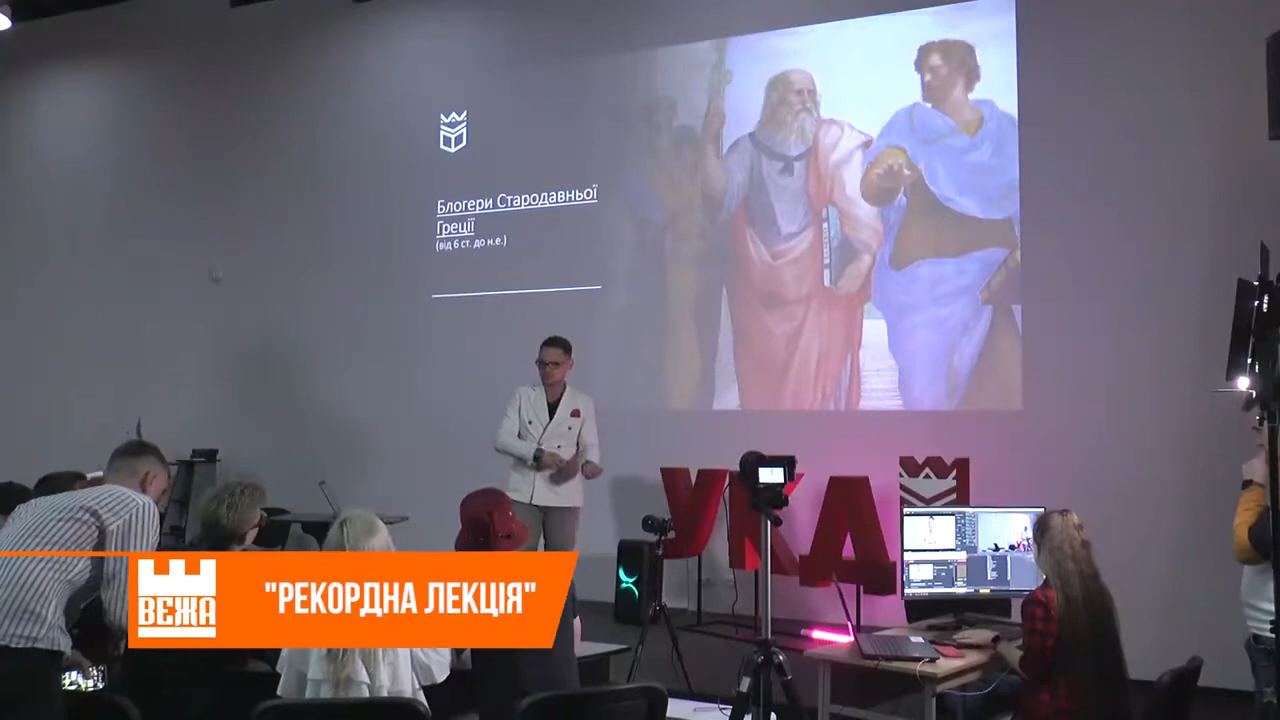 Блогери Стародавньої
Греції
(від 6 ст. до н.е.)
УКД
ВЕЖА
"РЕКОРДНА ЛЕКЦІЯ"